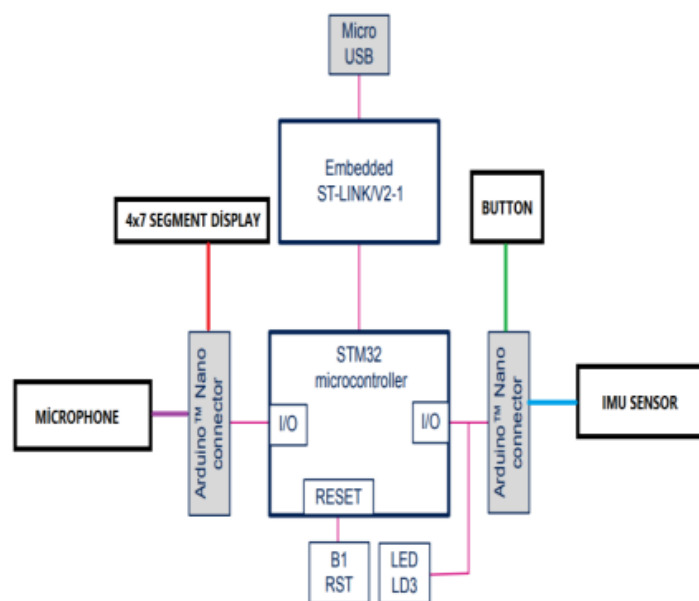 Micro
USB
Embedded
ST-LINK/V2-1
BUTTON
4x7 SEGMENT DİSPLAY
STM32
microcontroller
Arduino™ Nano
connector
Arduino™ Nano
connector
MİCROPHONE
I/O
I/O
IMU SENSOR
RESET
B1
RST
LED
LD3